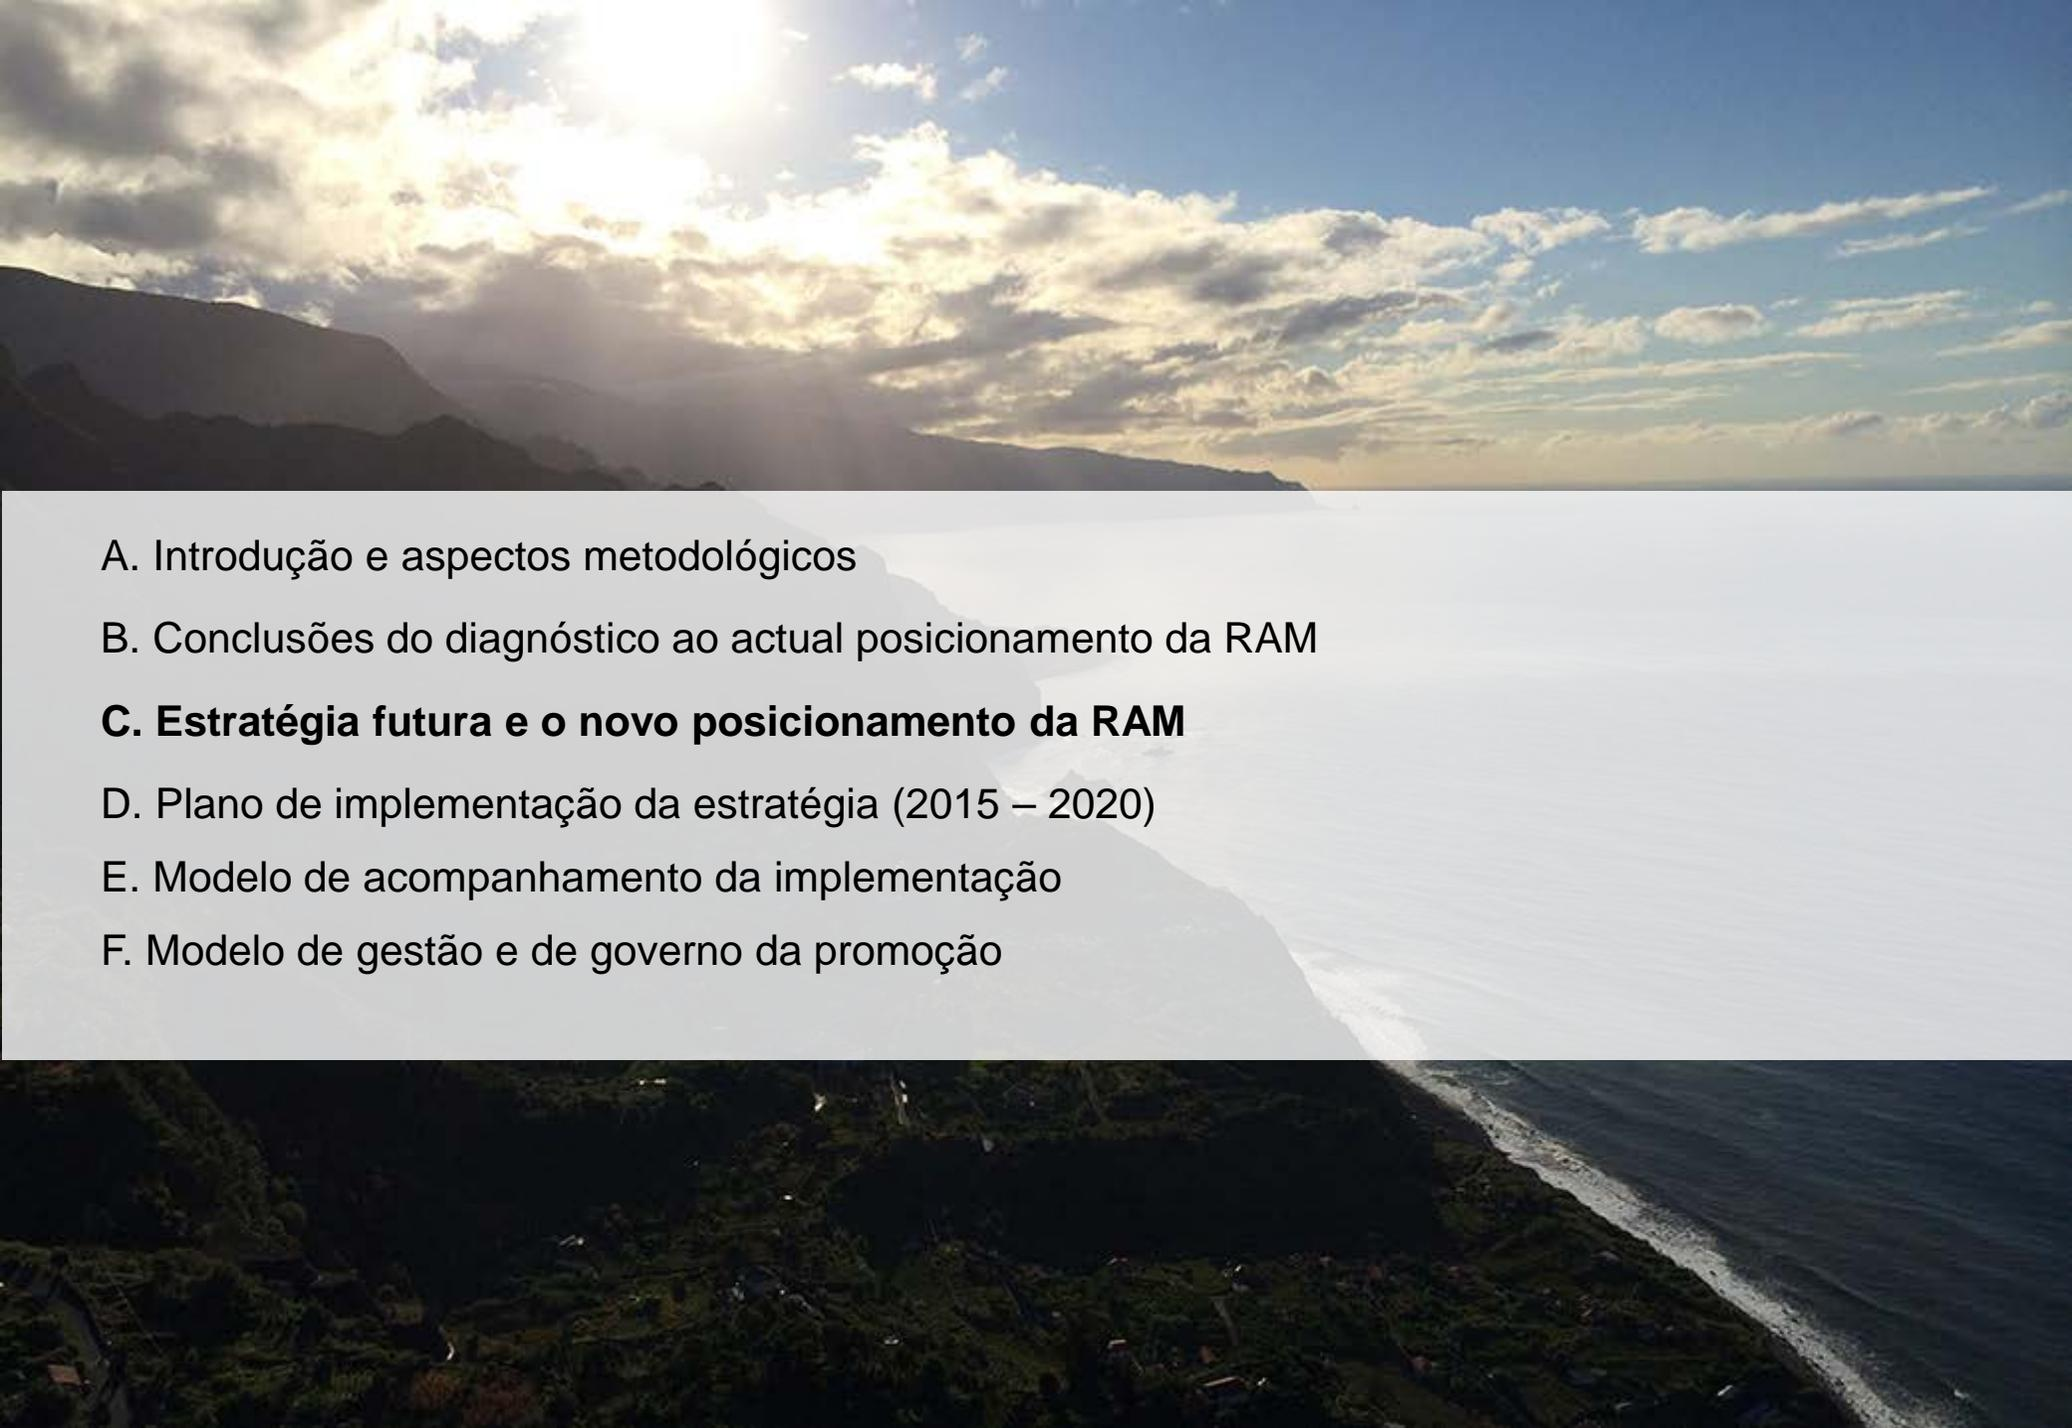 A. Introdução e aspectos metodológicos
B. Conclusões do diagnóstico ao actual posicionamento da RAM
C. Estratégia futura e o novo posicionamento da RAM
D. Plano de implementação da estratégia (2015 – 2020)
E. Modelo de acompanhamento da implementação
F. Modelo de gestão e de governo da promoção